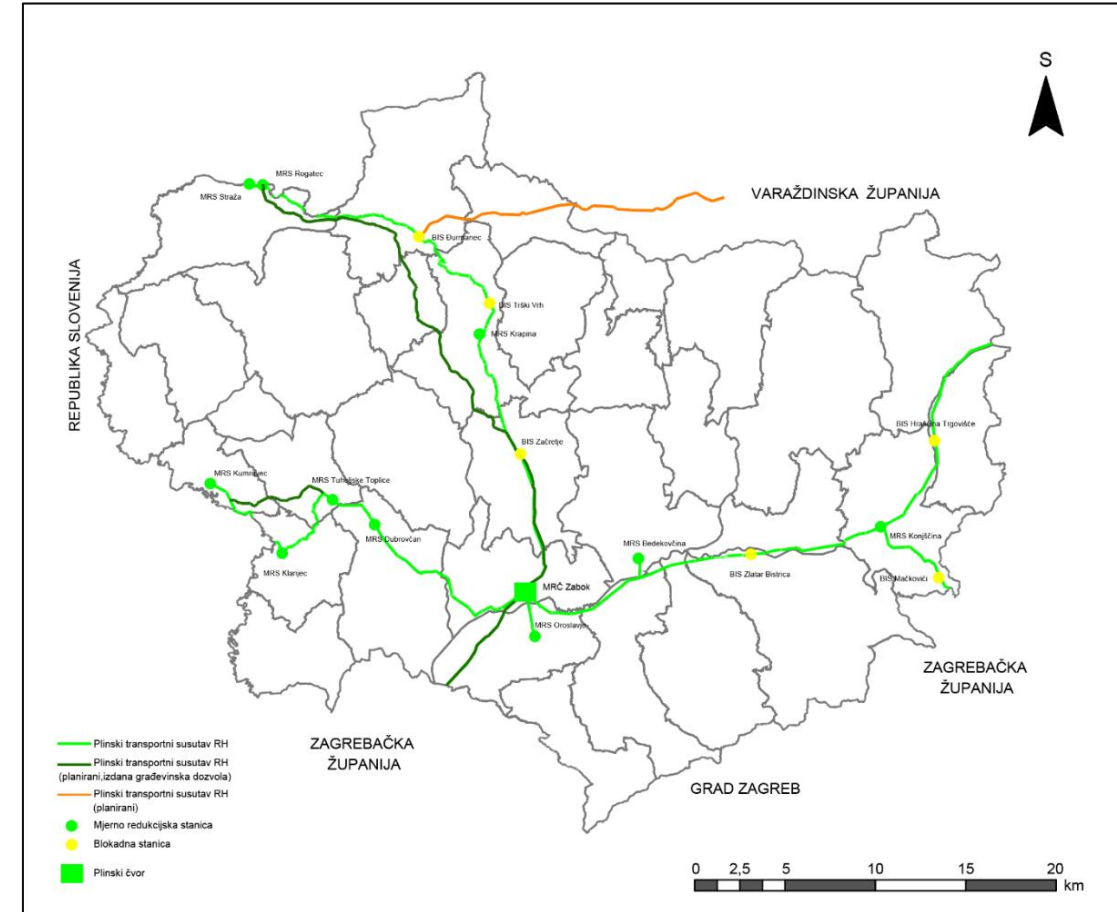 S
MRS Rogatec
MRS Straža
VARAŽDINSKA ŽUPANIJA
BIS Đurmanec
REPUBLIKA SLOVENIJA
BIS Trški Vrh
MRS Krapina
BIS Hrašćina Trgovišće
BIS Začretje
MRS Kumrovec
MRS Tuheljske Toplice
MRS Dubrovčan
MRS Konjščina
MRS Bedekovčina
MRS Klanjec
BIS Zlatar Bistrica
BIS Mačkovići
MRČ Zabok
MRS Oroslavje
ZAGREBAČKA
ŽUPANIJA
ZAGREBAČKA
ŽUPANIJA
GRAD ZAGREB
Plinski transportni susutav RH
Plinski transportni susutav RH
(planirani,izdana građevinska dozvola)
Plinski transportni susutav RH
(planirani)
Mjerno redukcijska stanica
Blokadna stanica
Plinski čvor
0 2,5 5 10 15 20
km